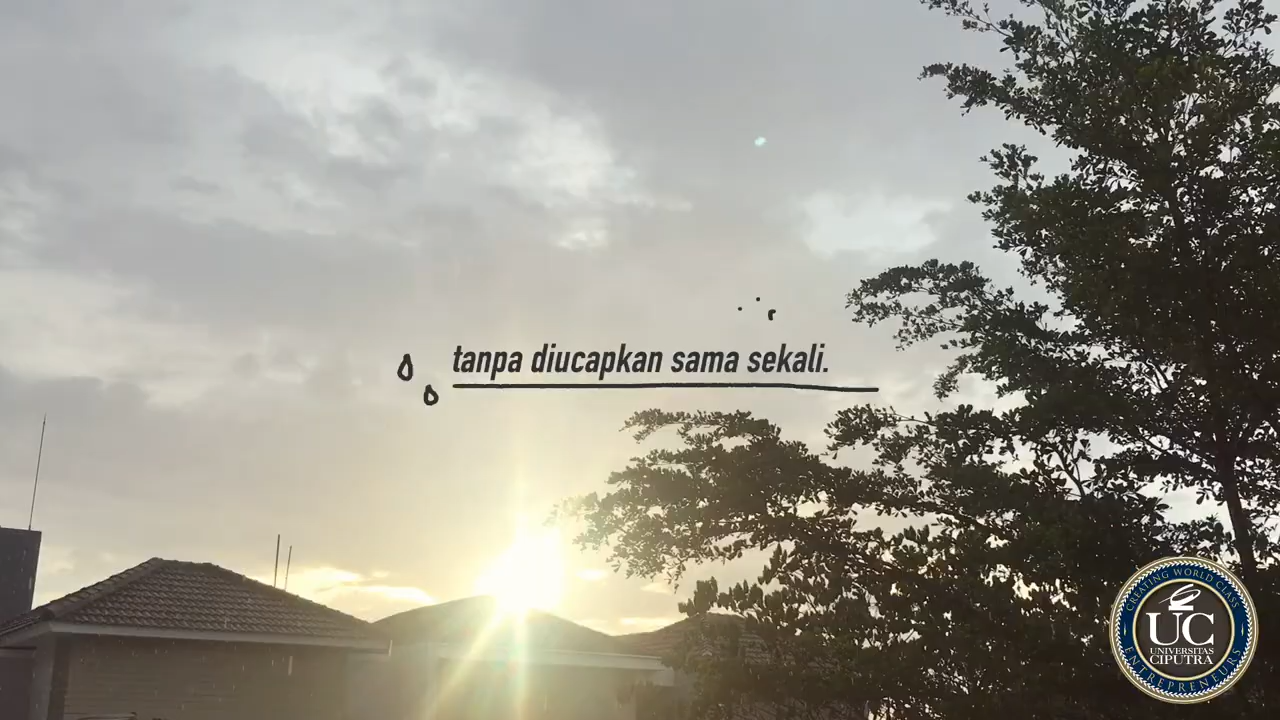 tanpa diucapkan sama sekali.
CREATING WORLD CLASS
UC
UNIVERSITAS
CIPUTRA
ENTREPRENEURS